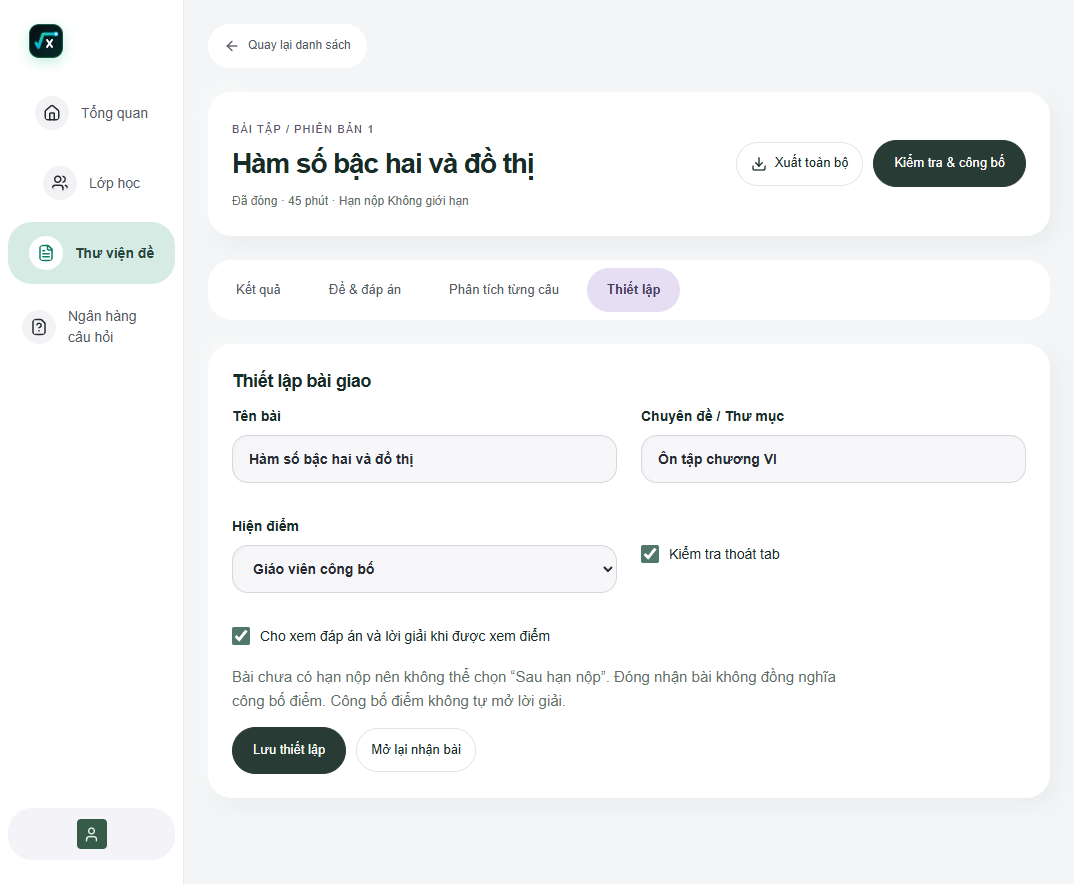 √x
Quay lại danh sách
Tổng quan
Lớp học
Thư viện đề
Ngân hàng
câu hỏi
BÀI TẬP / PHIÊN BẢN 1
Hàm số bậc hai và đồ thị
Đã đóng · 45 phút · Hạn nộp Không giới hạn
Xuất toàn bộ
Kiểm tra & công bố
Kết quả
Đề & đáp án
Phân tích từng câu
Thiết lập
Thiết lập bài giao
Tên bài
Chuyên đề / Thư mục
Hàm số bậc hai và đồ thị
Ôn tập chương VI
Hiện điểm
Giáo viên công bố
Kiểm tra thoát tab
Cho xem đáp án và lời giải khi được xem điểm
Bài chưa có hạn nộp nên không thể chọn “Sau hạn nộp”. Đóng nhận bài không đồng nghĩa
công bố điểm. Công bố điểm không tự mở lời giải.
Lưu thiết lập
Mở lại nhận bài